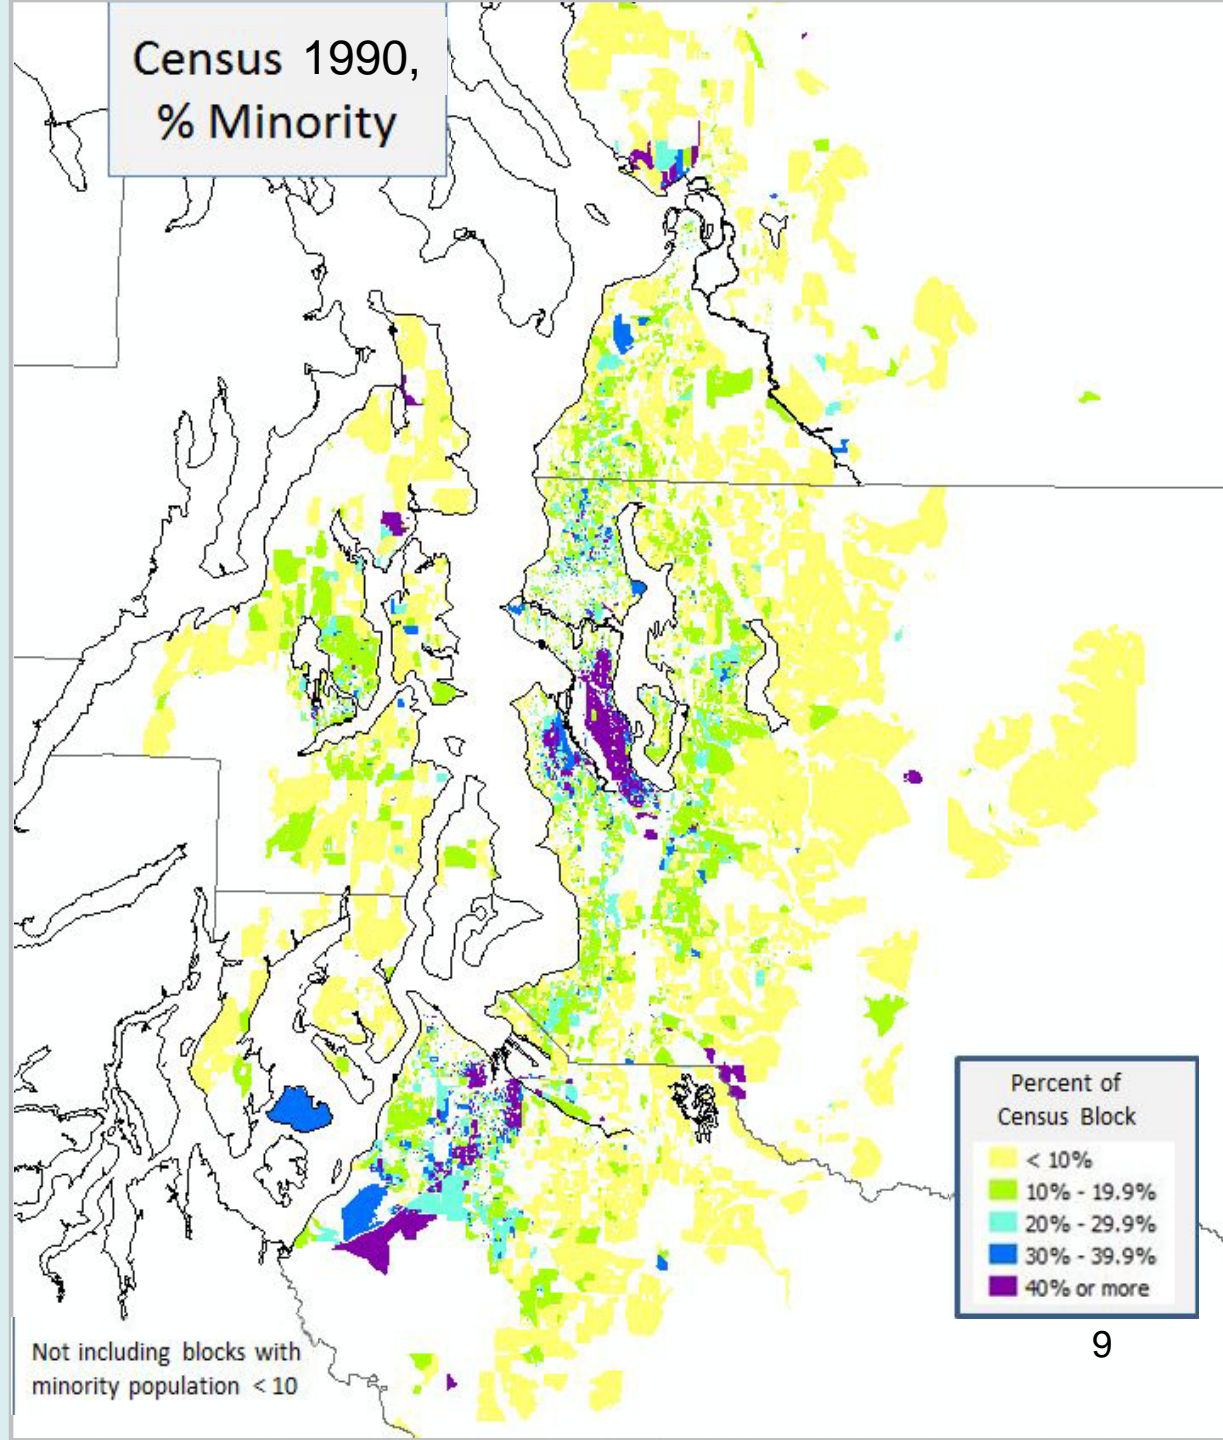 Census 1990,
% Minority
Percent of
Census Block
< 10%
10% - 19.9%
20% - 29.9%
30% - 39.9%
40% or more
9
Not including blocks with
minority population < 10